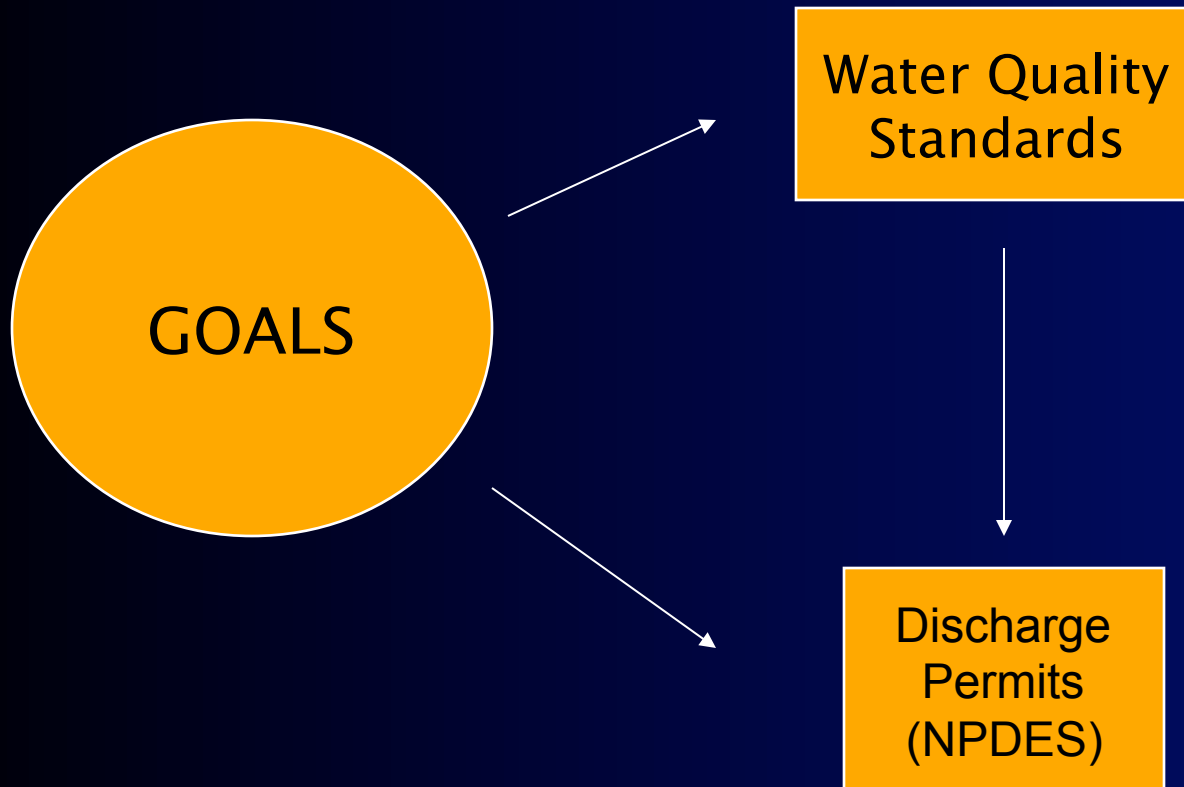 GOALS
Water Quality
Standards
Discharge
Permits
(NPDES)